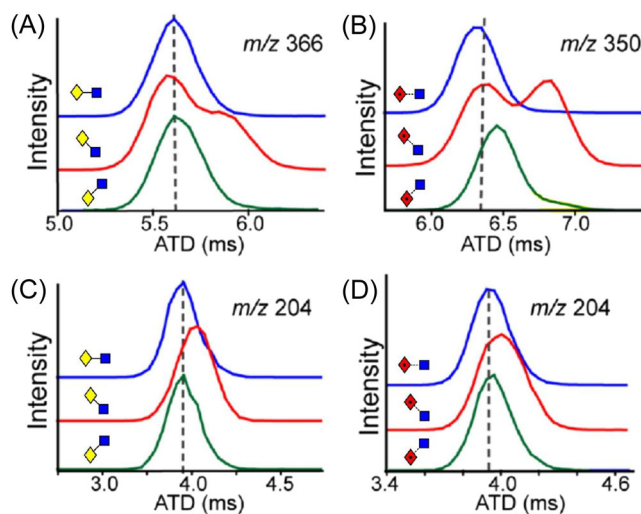 (A)
m/z 366
Intensity
5.0 5.5 6.0
ATD (ms)
(B)
m/z 350
Intensity
6.0 6.5 7.0
ATD (ms)
(C)
m/z 204
Intensity
3.0 4.0 4.5
ATD (ms)
(D)
m/z 204
Intensity
3.4 4.0 4.6
ATD (ms)